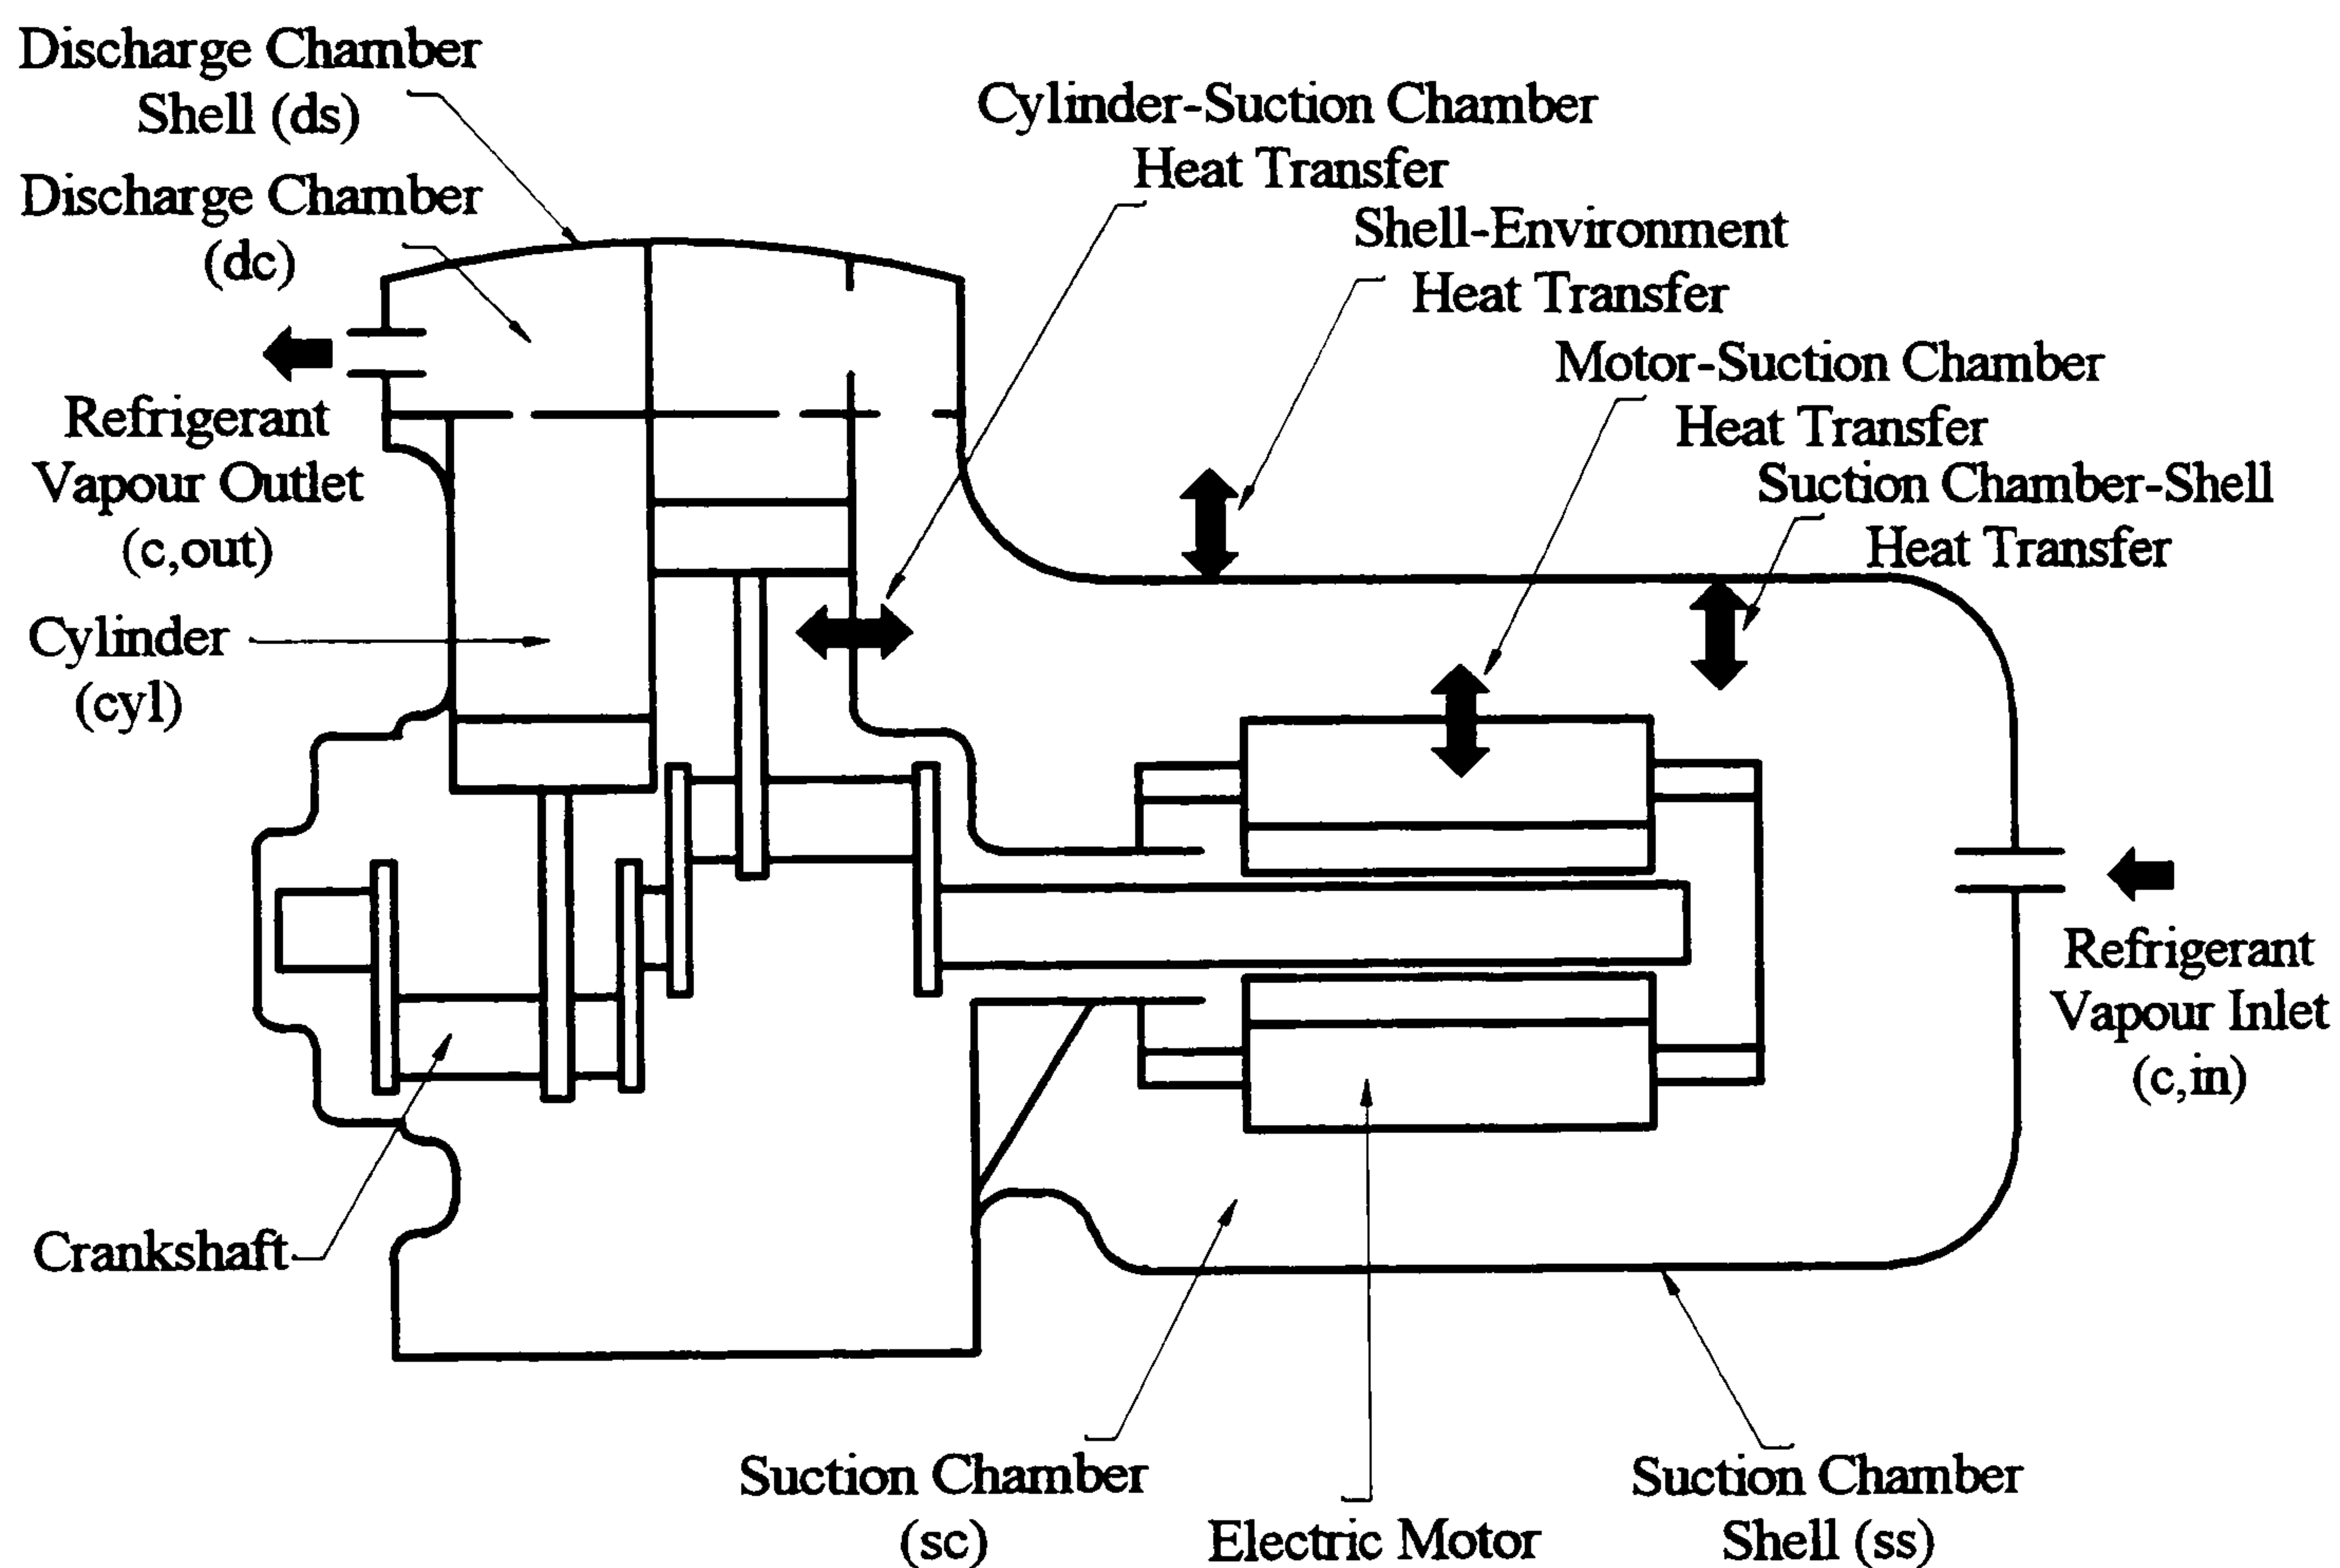 Discharge Chamber
Shell (ds)
Discharge Chamber
(dc)
Cylinder-Suction Chamber
Heat Transfer
Shell-Environment
Heat Transfer
Motor-Suction Chamber
Heat Transfer
Suction Chamber-Shell
Heat Transfer
Refrigerant
Vapour Outlet
(c,out)
Cylinder
(cyl)
Refrigerant
Vapour Inlet
(c,in)
Crankshaft
Suction Chamber
(sc)
Electric Motor
Suction Chamber
Shell (ss)